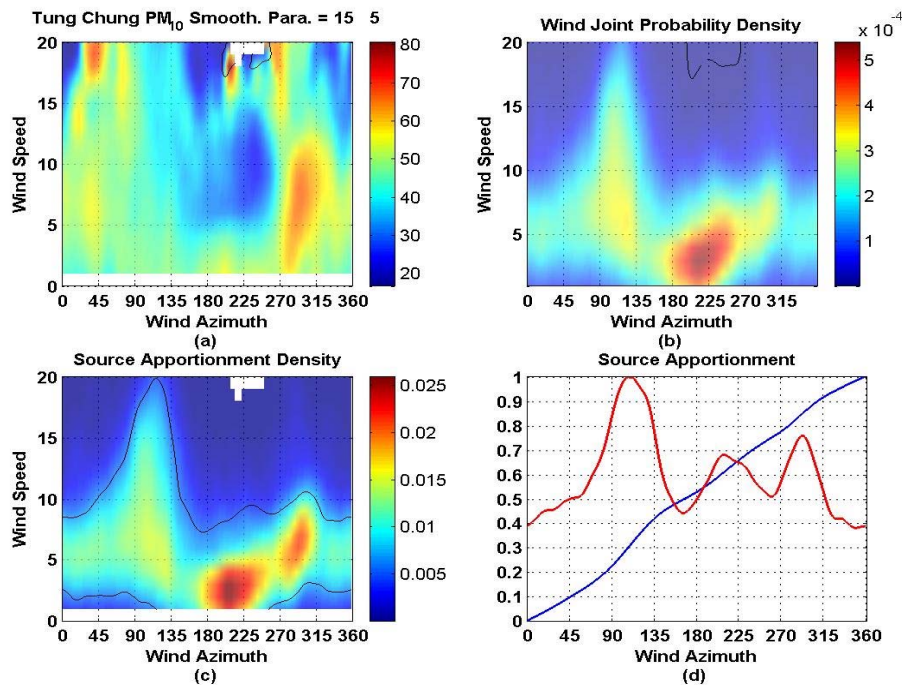 Tung Chung PM10 Smooth. Para. = 15 5
Wind Speed
20
15
10
5
0
0 45 90 135 180 225 270 315 360
Wind Azimuth
(a)
80
70
60
50
40
30
20
Wind Joint Probability Density
x 10-4
Wind Speed
20
15
10
5
0 45 90 135 180 225 270 315
Wind Azimuth
(b)
5
4
3
2
1
Source Apportionment Density
Wind Speed
20
15
10
5
0
0 45 90 135 180 225 270 315 360
Wind Azimuth
(c)
0.025
0.020
0.015
0.010
0.005
Source Apportionment
1
0.9
0.8
0.7
0.6
0.5
0.4
0.3
0.2
0.1
0
0 45 90 135 180 225 270 315 360
Wind Azimuth
(d)